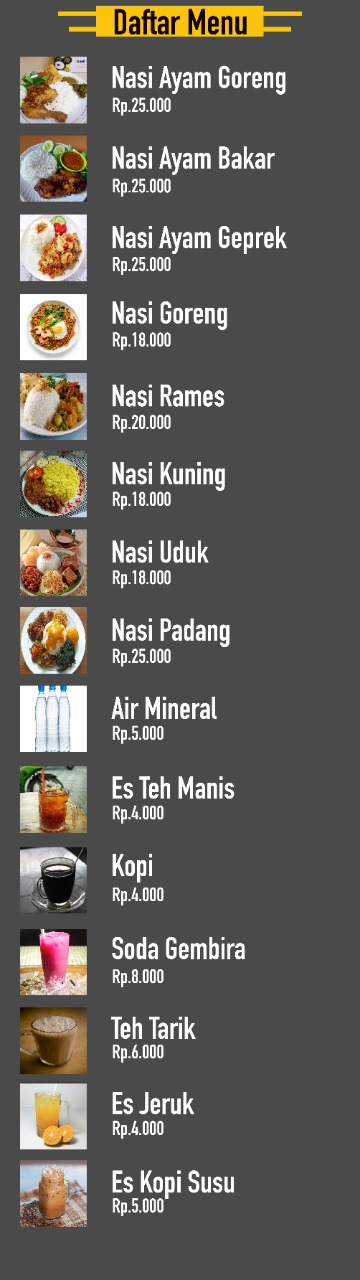 Daftar Menu
Nasi Ayam Goreng
Rp.25.000
Nasi Ayam Bakar
Rp.25.000
Nasi Ayam Geprek
Rp.25.000
Nasi Goreng
Rp.18.000
Nasi Rames
Rp.20.000
Nasi Kuning
Rp.18.000
Nasi Uduk
Rp.18.000
Nasi Padang
Rp.25.000
Air Mineral
Rp.5.000
Es Teh Manis
Rp.4.000
Kopi
Rp.4.000
Soda Gembira
Rp.8.000
Teh Tarik
Rp.6.000
Es Jeruk
Rp.4.000
Es Kopi Susu
Rp.5.000